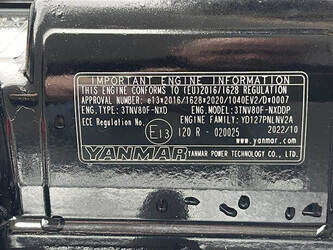 IMPORTANT ENGINE INFORMATION
THIS ENGINE CONFORMS TO (EU)2016/1628 REGULATION
APPROVAL NUMBER: e13*2016/1628*2020/1040EV2/D*0007
ENG.TYPE: 3TNV80F-NXD ENG.MODEL: 3TNV80F-NXDDP
ECE Regulation No. ENGINE FAMILY: YD127PNLNV2A
E13 120 R - 020025 2022/10
www.yanmar.com
YANMAR YANMAR POWER TECHNOLOGY CO.,LTD.